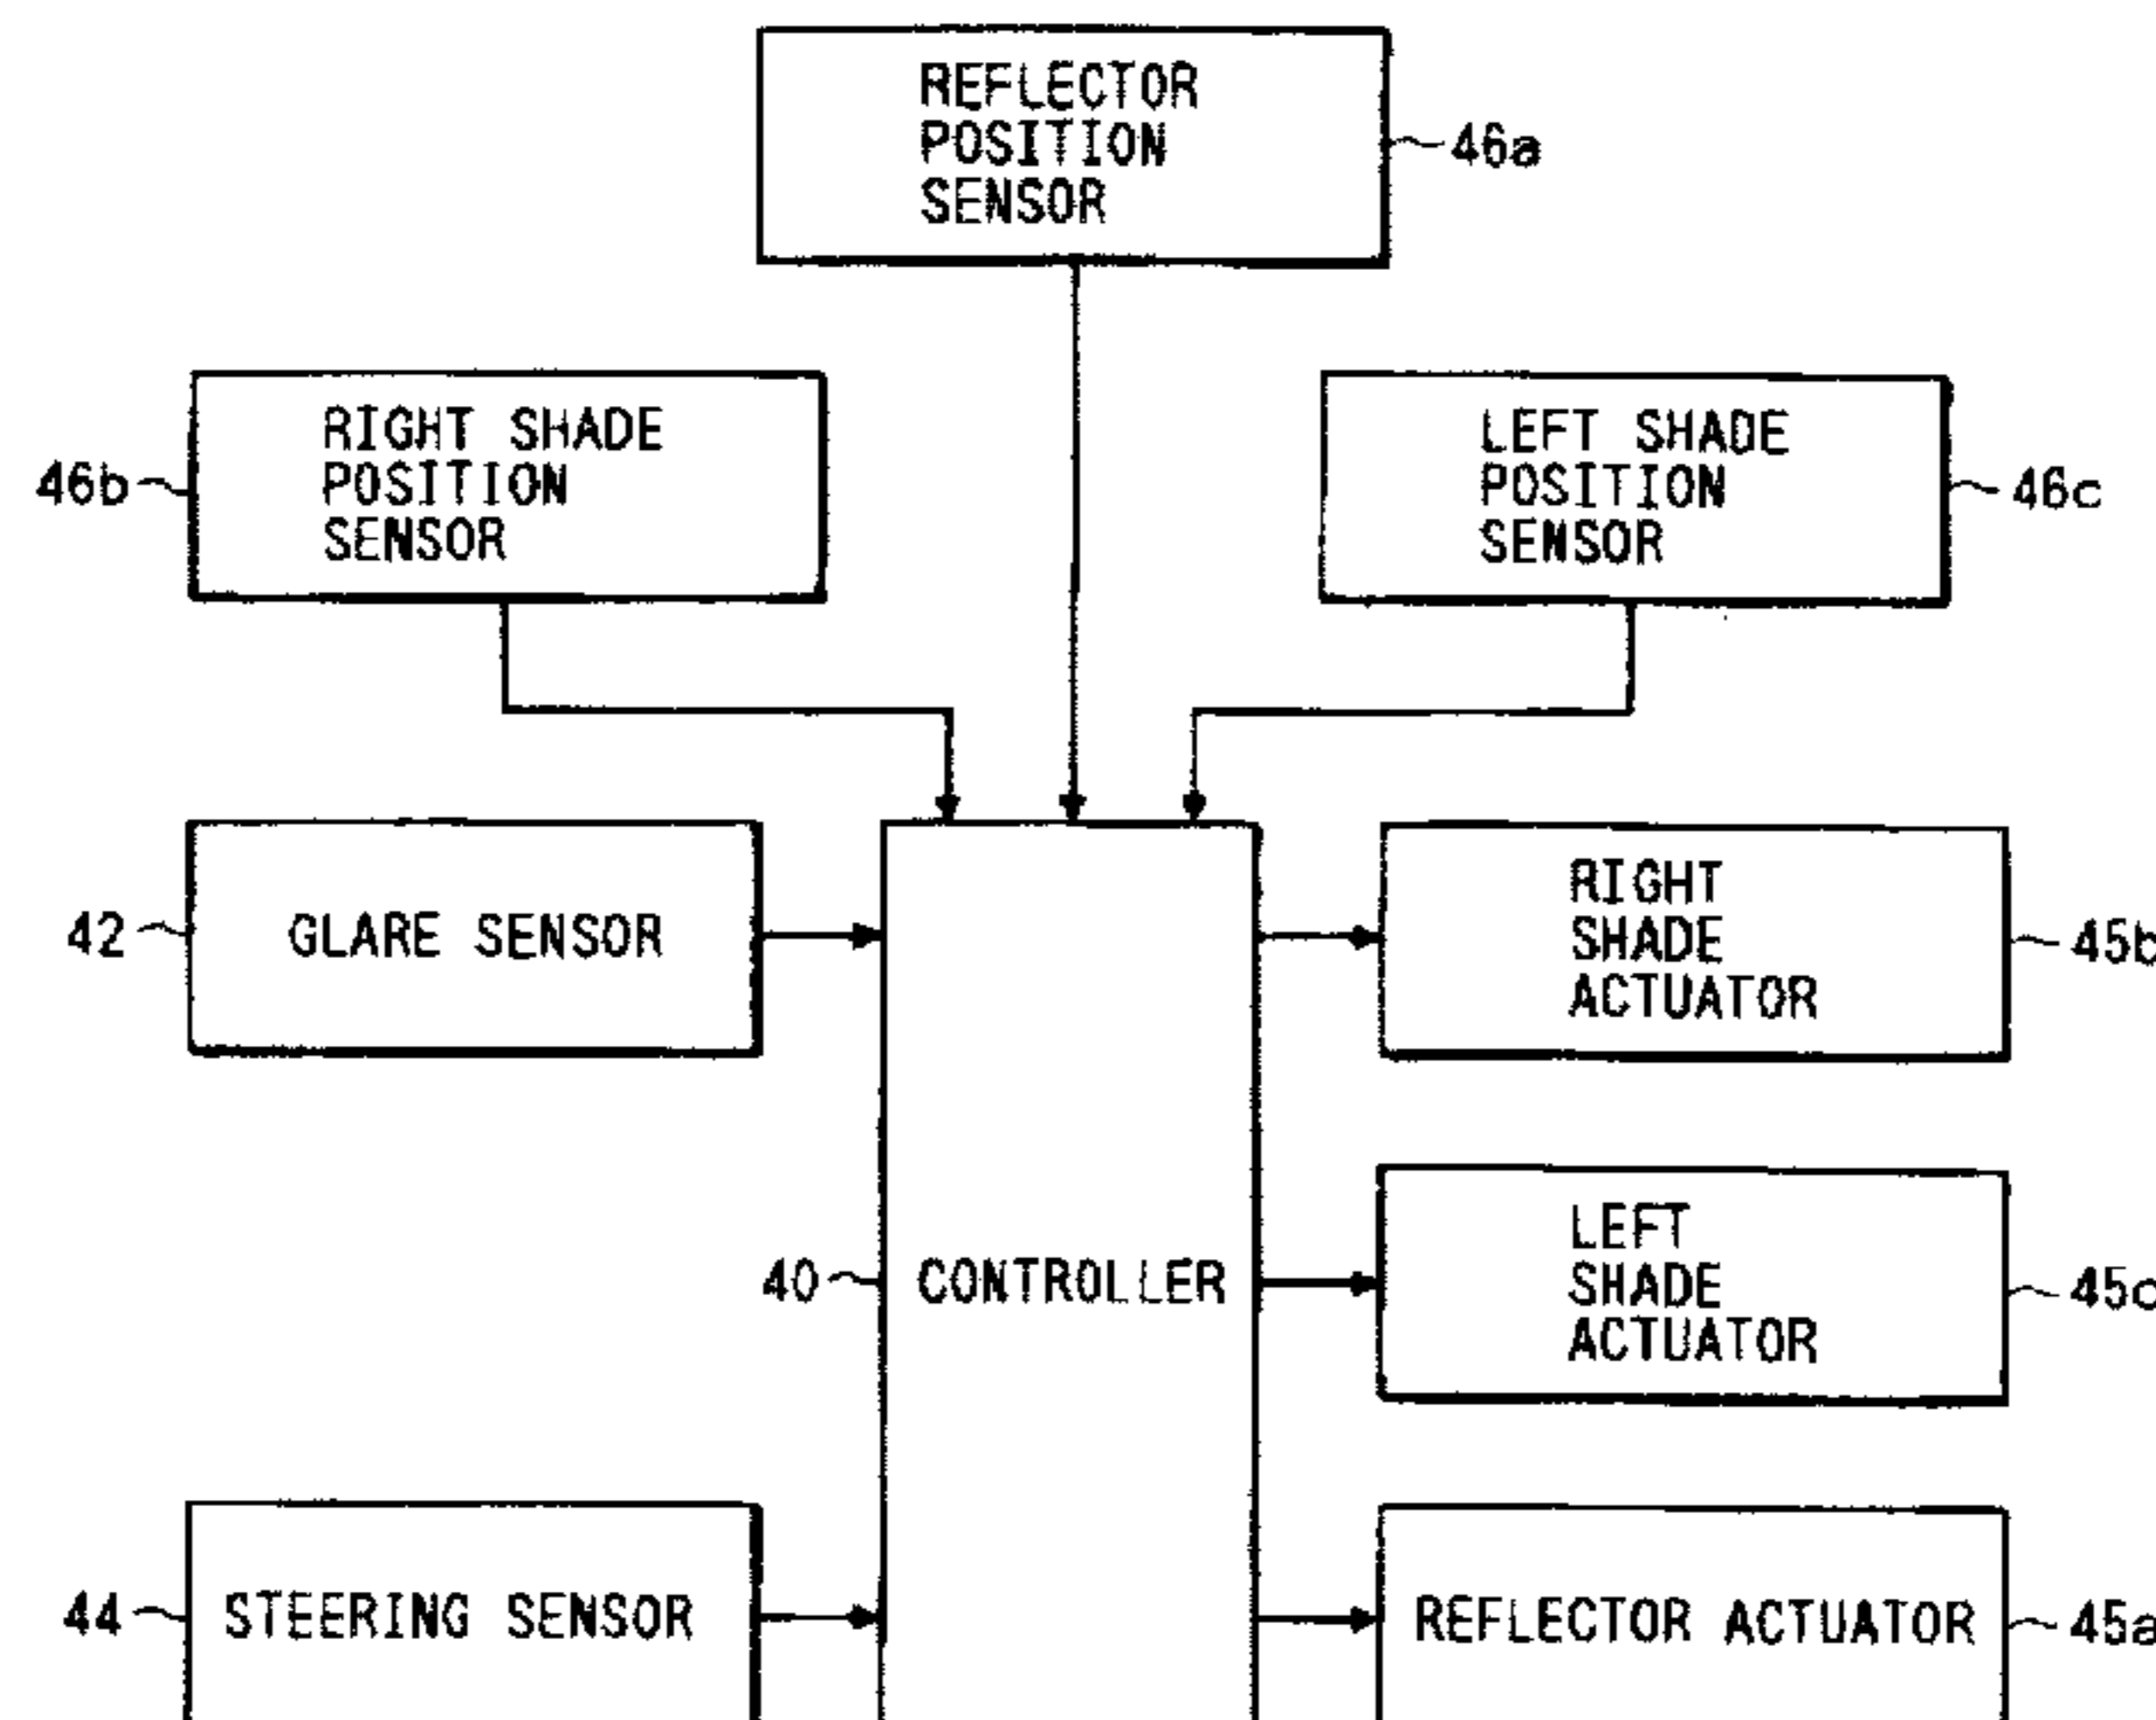 REFLECTOR
POSITION
SENSOR
46a
46b
RIGHT SHADE
POSITION
SENSOR
LEFT SHADE
POSITION
SENSOR
46c
42
GLARE SENSOR
RIGHT
SHADE
ACTUATOR
45b
40
CONTROLLER
LEFT
SHADE
ACTUATOR
45c
44
STEERING SENSOR
REFLECTOR ACTUATOR
45a